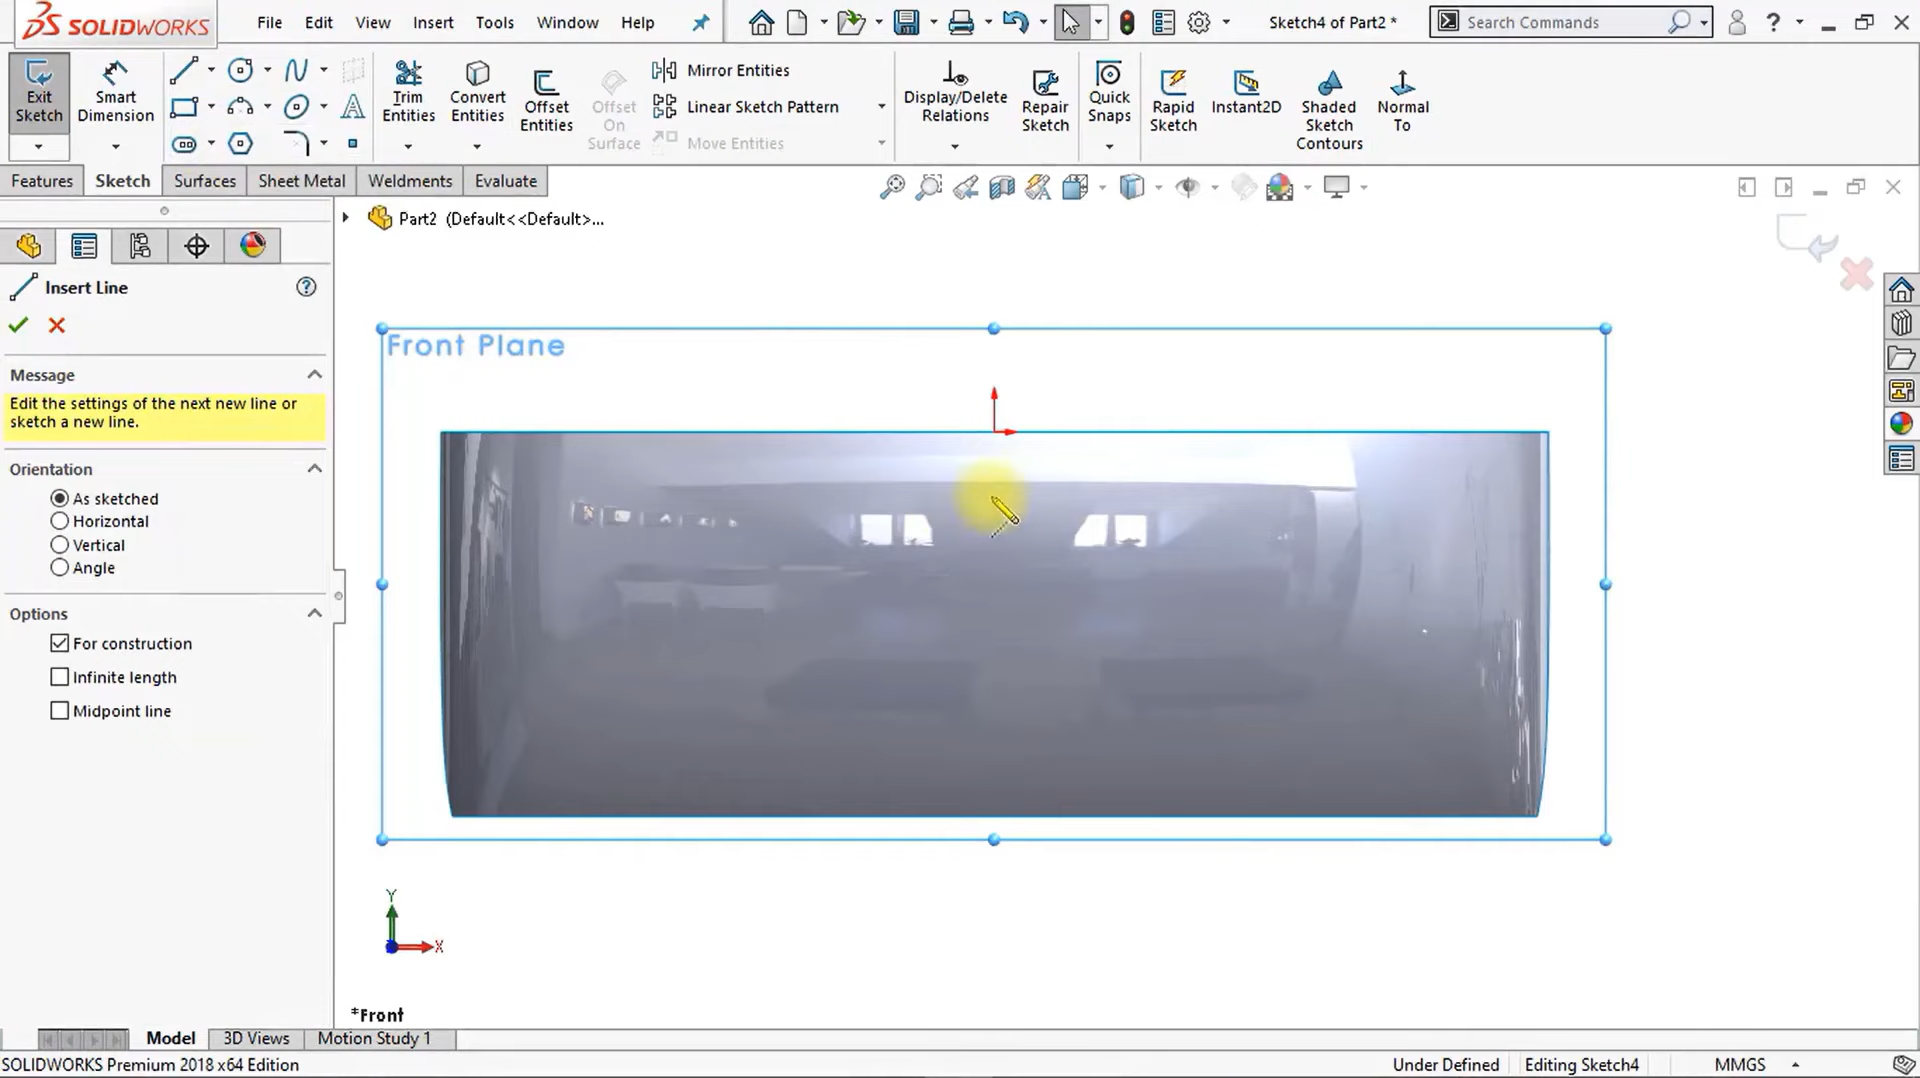 SOLIDWORKS
File Edit View Insert Tools Window Help
Sketch4 of Part2 *
Search Commands
?
Exit Sketch
Smart Dimension
Trim Entities
Convert Entities
Offset Entities
Offset On Surface
Mirror Entities
Linear Sketch Pattern
Move Entities
Display/Delete Relations
Repair Sketch
Quick Snaps
Rapid Sketch
Instant2D
Shaded Sketch Contours
Normal To
Features Sketch Surfaces Sheet Metal Weldments Evaluate
Part2 (Default<<Default>...
Insert Line
?
Message
Edit the settings of the next new line or
sketch a new line.
Orientation
As sketched
Horizontal
Vertical
Angle
Options
For construction
Infinite length
Midpoint line
Front Plane
Y
X
*Front
Model 3D Views Motion Study 1
SOLIDWORKS Premium 2018 x64 Edition
Under Defined Editing Sketch4 MMGS